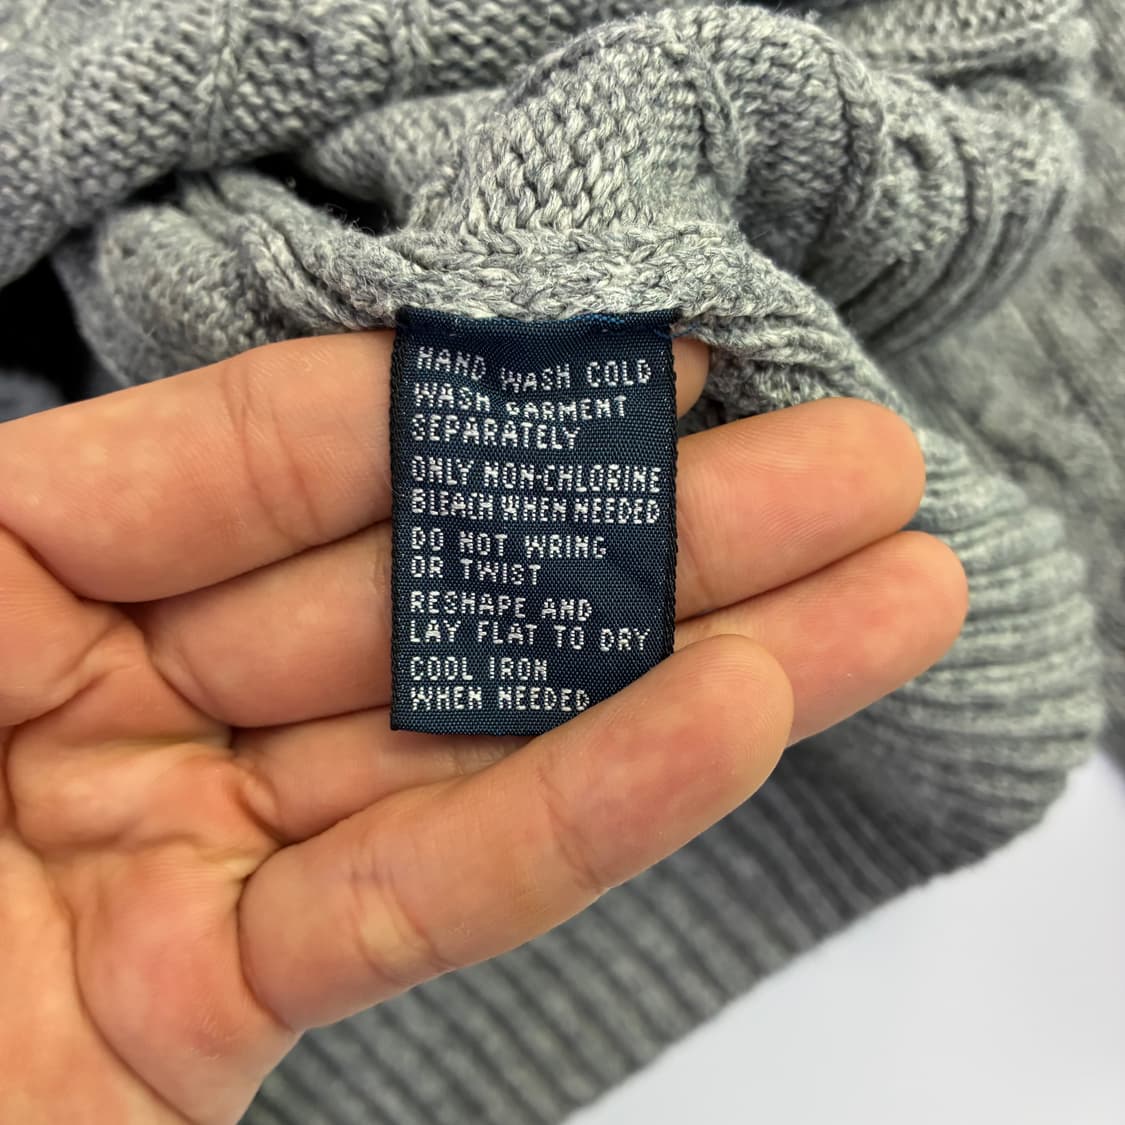 HAND WASH COLD
WASH GARMENT
SEPARATELY
ONLY NON-CHLORINE
BLEACH WHEN NEEDED
DO NOT WRING
OR TWIST
RESHAPE AND
LAY FLAT TO DRY
COOL IRON
WHEN NEEDED